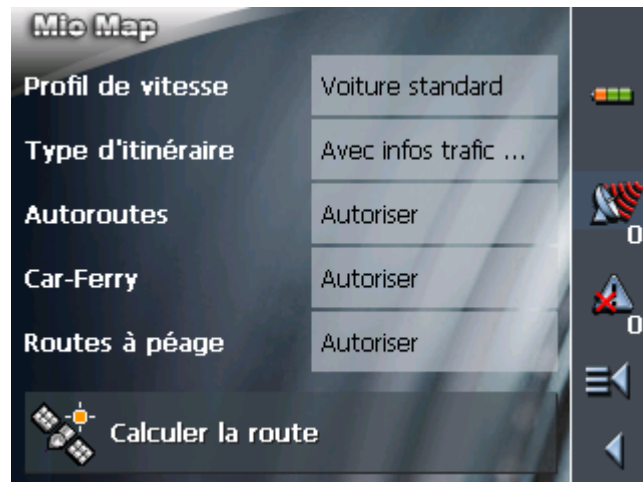 Mio Map
Profil de vitesse Voiture standard
Type d'itinéraire Avec infos trafic ...
Autoroutes Autoriser
0
Car-Ferry Autoriser
0
Routes à péage Autoriser
Calculer la route